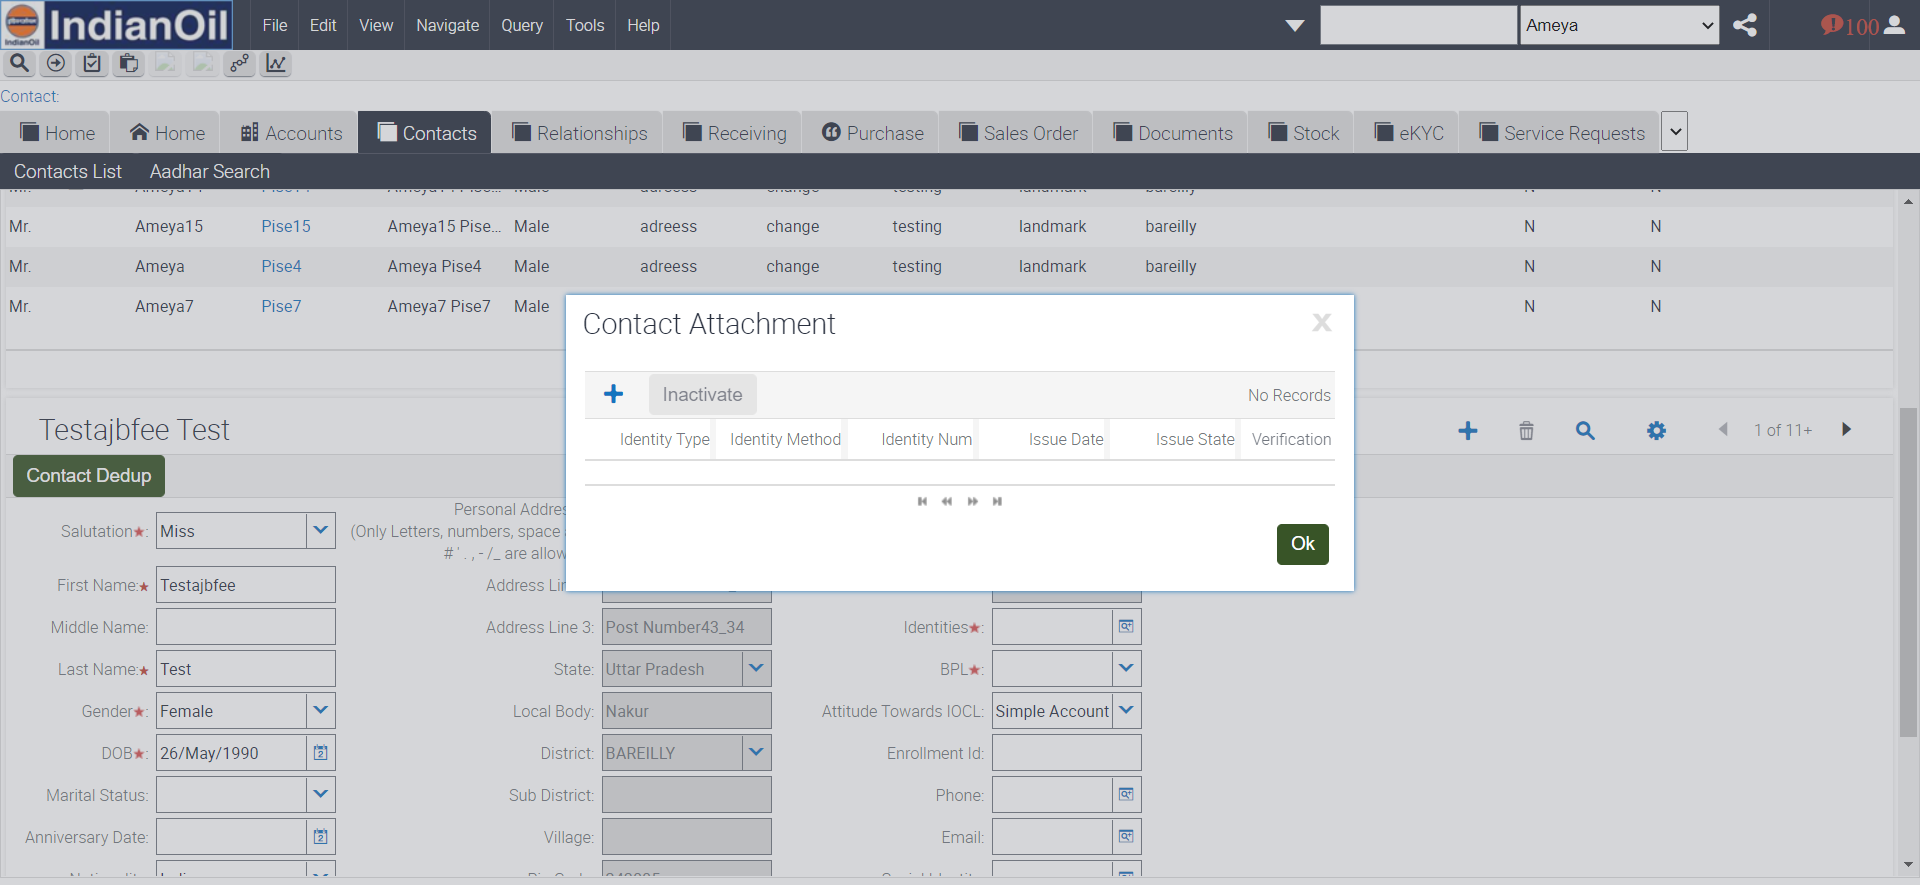 IndianOil
File Edit View Navigate Query Tools Help
Ameya
100
Contact:
Home Home Accounts Contacts Relationships Receiving Purchase Sales Order Documents Stock eKYC Service Requests
Contacts List Aadhar Search
Mr. Ameya15 Pise15 Ameya15 Pise... Male adreess change testing landmark bareilly N N
Mr. Ameya Pise4 Ameya Pise4 Male adreess change testing landmark bareilly N N
Mr. Ameya7 Pise7 Ameya7 Pise7 Male N N
Contact Attachment
X
Inactivate
No Records
Identity Type Identity Method Identity Num Issue Date Issue State Verification
Ok
Testajbfee Test
1 of 11+
Contact Dedup
Salutation★: Miss
Personal Addres
(Only Letters, numbers, space
# ' . , - /_ are allow
First Name:★ Testajbfee
Address Lin
Middle Name:
Address Line 3: Post Number43_34
Identities★:
Last Name:★ Test
State: Uttar Pradesh
BPL★:
Gender★: Female
Local Body: Nakur
Attitude Towards IOCL: Simple Account
DOB★: 26/May/1990
District: BAREILLY
Enrollment Id:
Marital Status:
Sub District:
Phone:
Anniversary Date:
Village:
Email: